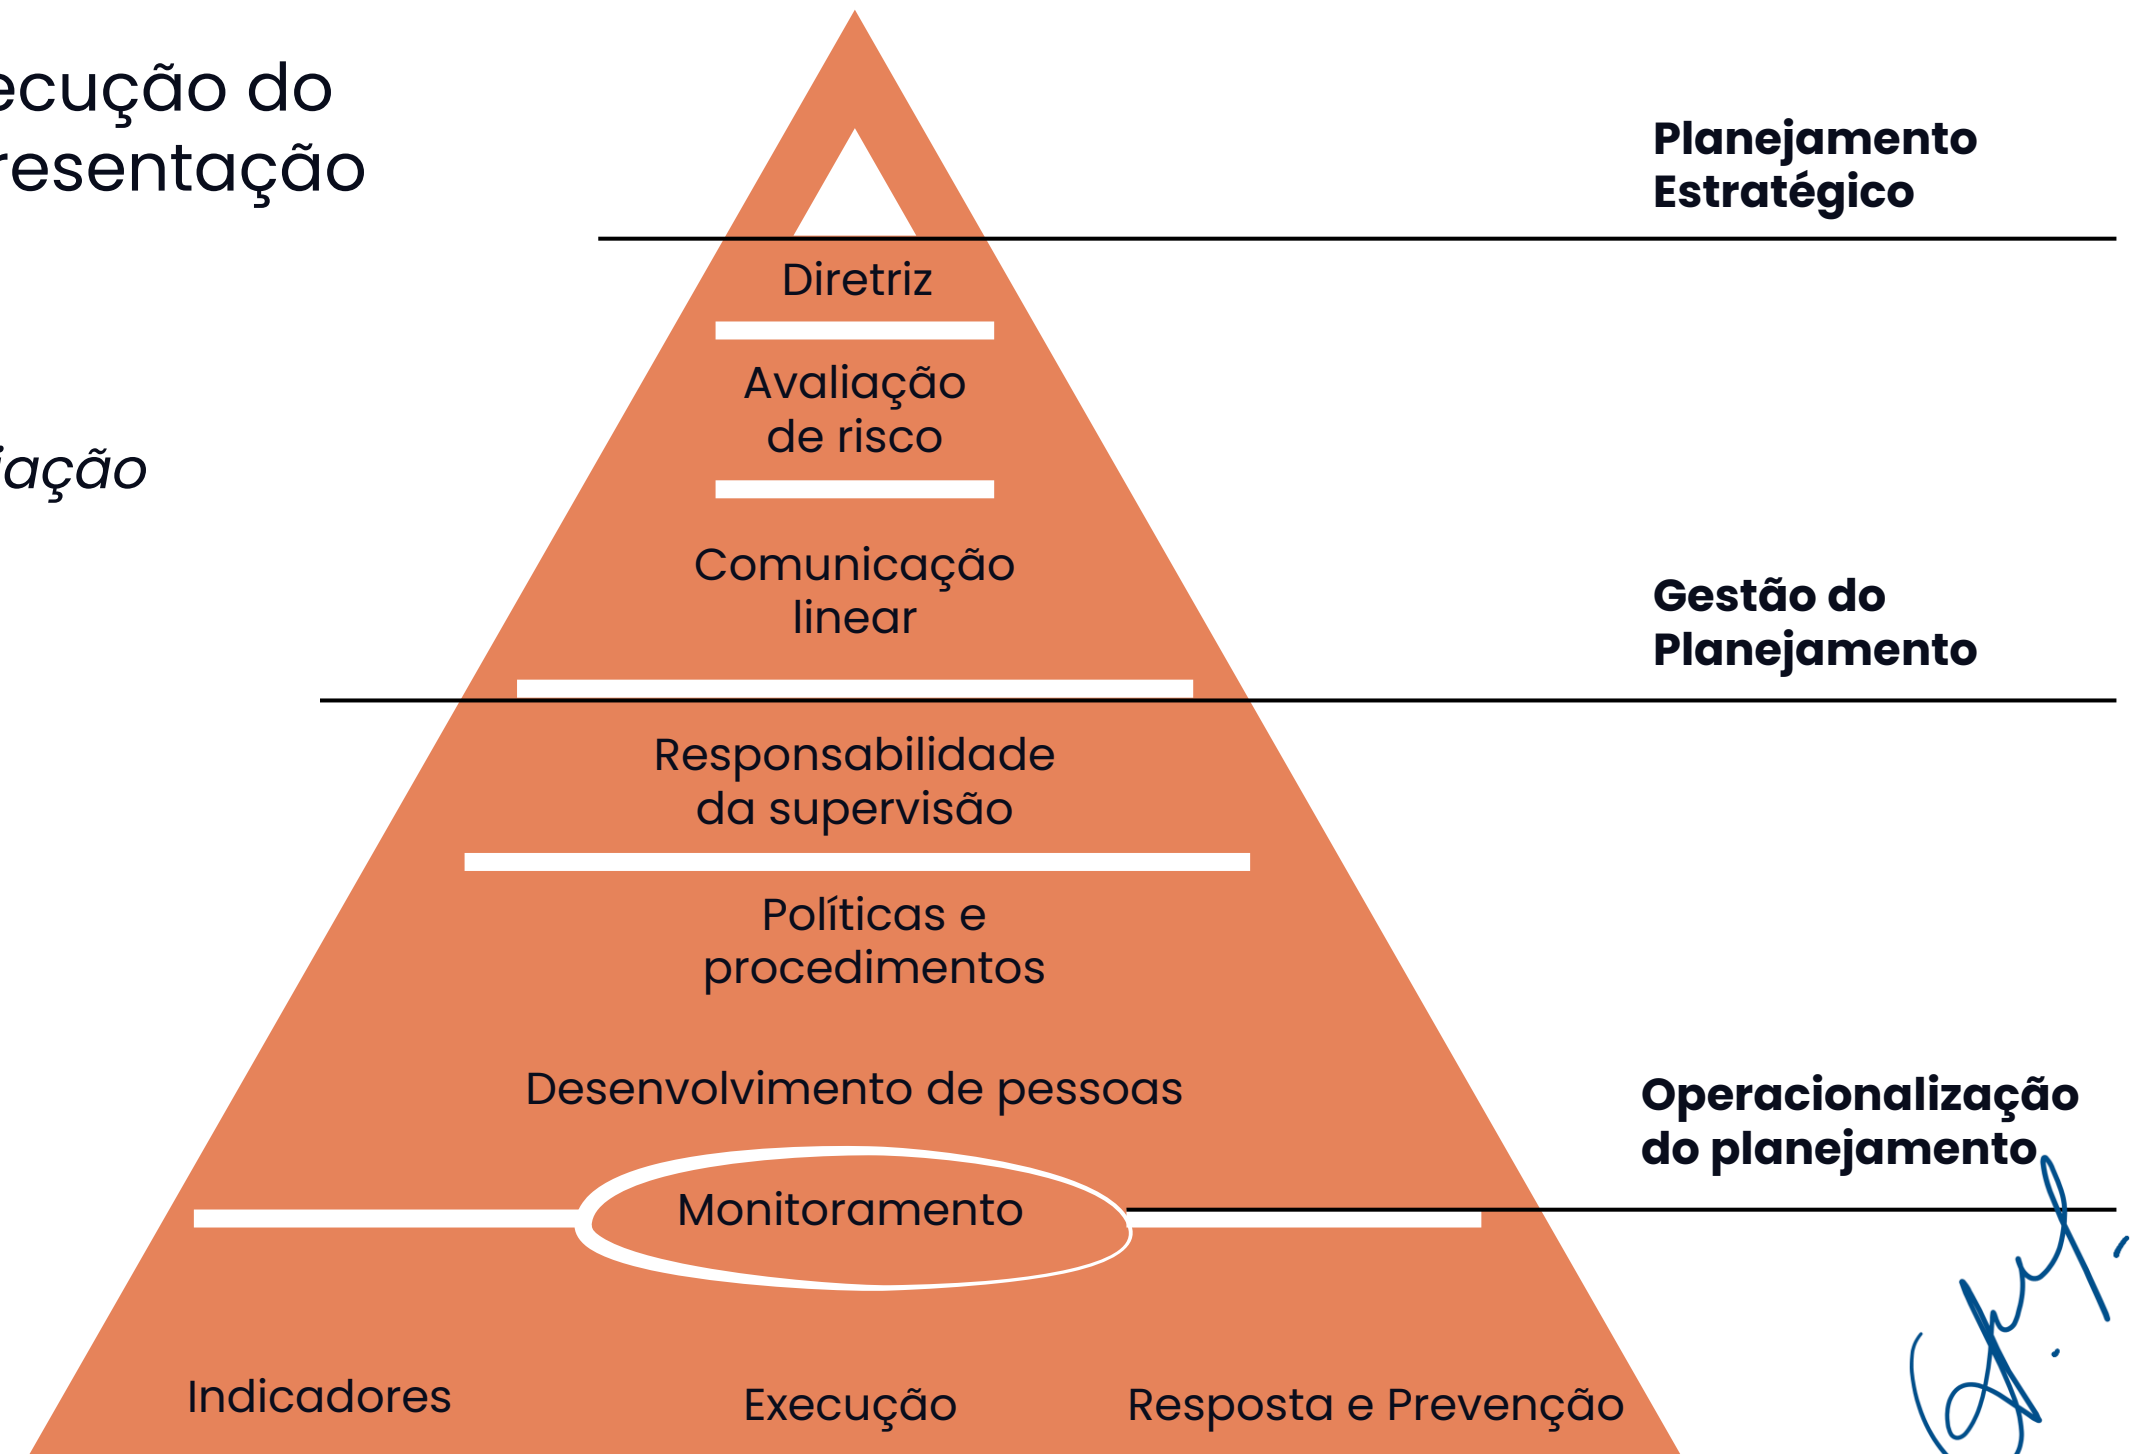 ecução do
resentação
Planejamento
Estratégico
Diretriz
Avaliação
de risco
iação
Comunicação
linear
Gestão do
Planejamento
Responsabilidade
da supervisão
Políticas e
procedimentos
Desenvolvimento de pessoas
Operacionalização
do planejamento
Monitoramento
Indicadores
Execução
Resposta e Prevenção